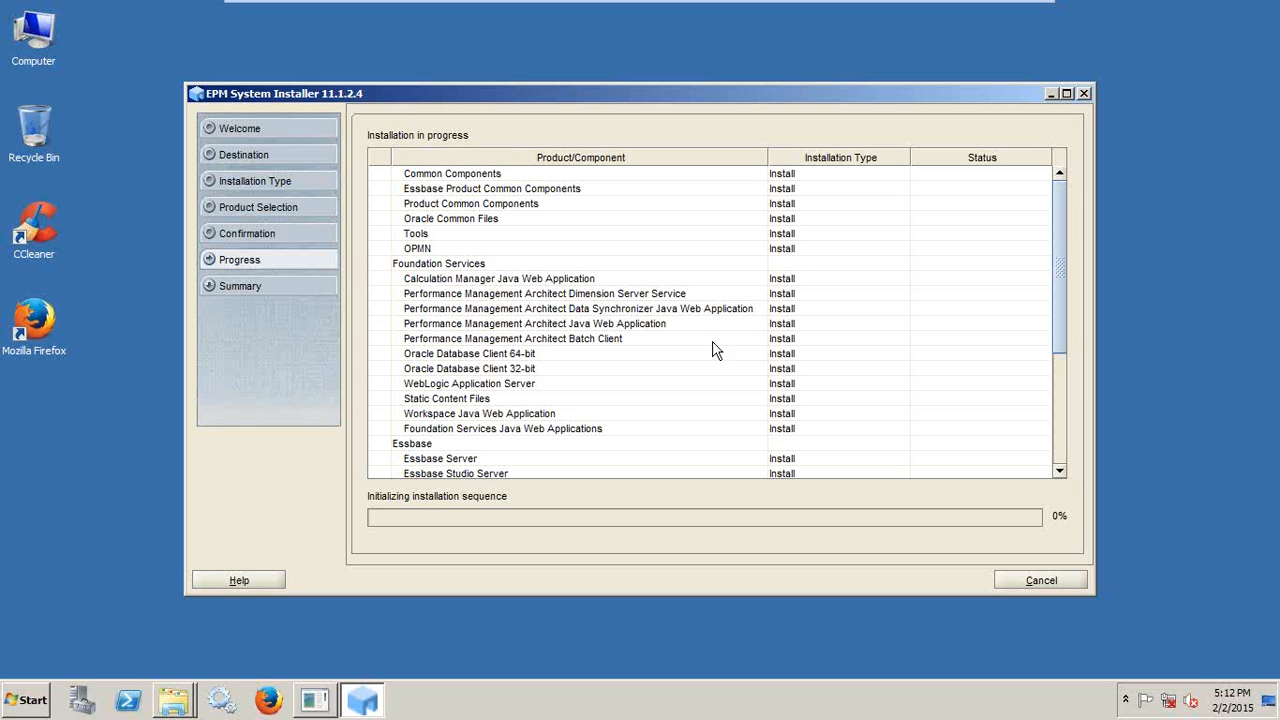 Computer
Recycle Bin
CCleaner
Mozilla Firefox
EPM System Installer 11.1.2.4
Welcome
Destination
Installation Type
Product Selection
Confirmation
Progress
Summary
Installation in progress
Product/Component Installation Type Status
Common Components Install
Essbase Product Common Components Install
Product Common Components Install
Oracle Common Files Install
Tools Install
OPMN Install
Foundation Services
Calculation Manager Java Web Application Install
Performance Management Architect Dimension Server Service Install
Performance Management Architect Data Synchronizer Java Web Application Install
Performance Management Architect Java Web Application Install
Performance Management Architect Batch Client Install
Oracle Database Client 64-bit Install
Oracle Database Client 32-bit Install
WebLogic Application Server Install
Static Content Files Install
Workspace Java Web Application Install
Foundation Services Java Web Applications Install
Essbase
Essbase Server Install
Essbase Studio Server Install
Initializing installation sequence
0%
Help Cancel
Start
5:12 PM
2/2/2015